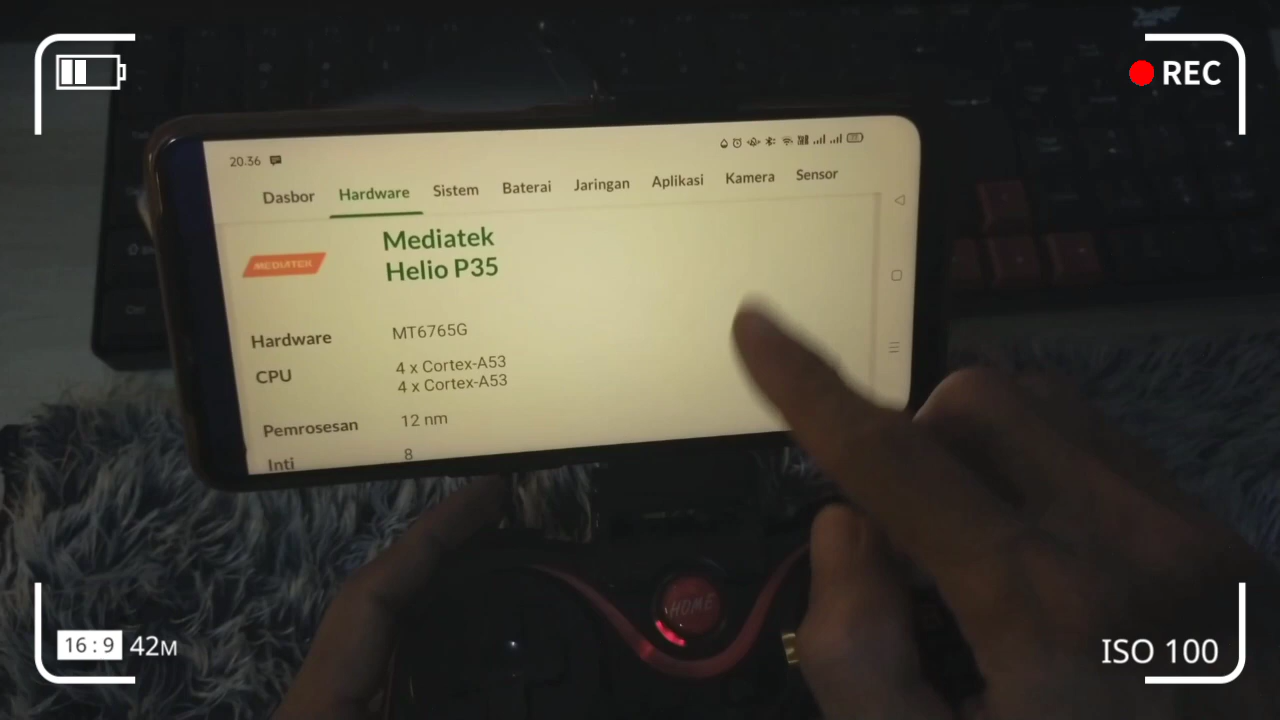 REC
20.36
Dasbor Hardware Sistem Baterai Jaringan Aplikasi Kamera Sensor
MEDIATEK
Mediatek
Helio P35
Hardware MT6765G
CPU 4 x Cortex-A53
4 x Cortex-A53
Pemrosesan 12 nm
Inti 8
HOME
16:9 42M
ISO 100